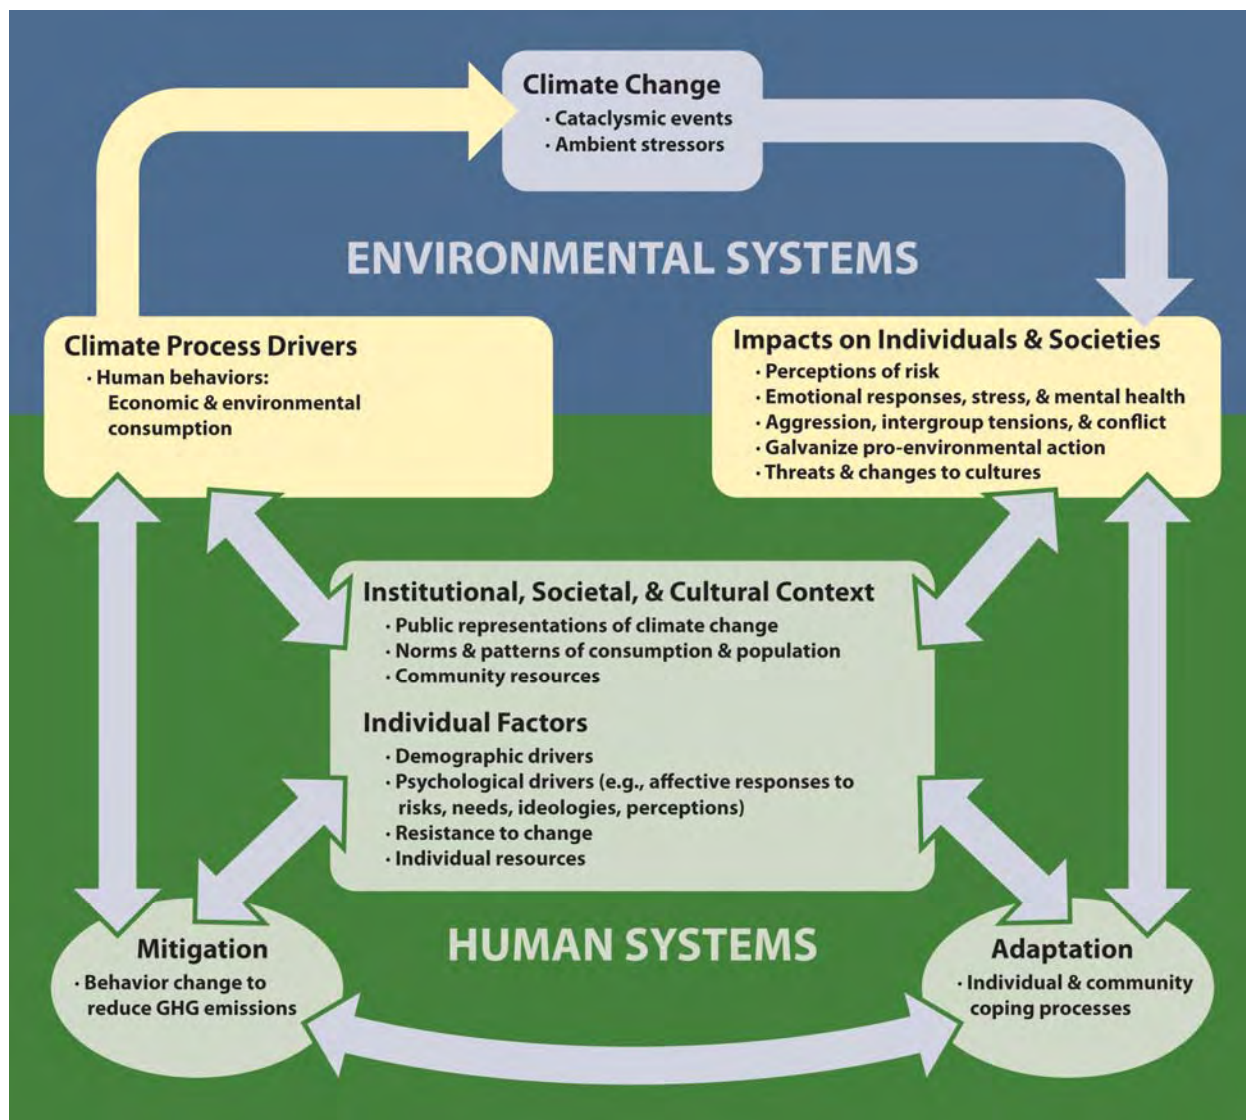 Climate Change
· Cataclysmic events
· Ambient stressors
ENVIRONMENTAL SYSTEMS
Climate Process Drivers
· Human behaviors:
Economic & environmental
consumption
Impacts on Individuals & Societies
· Perceptions of risk
· Emotional responses, stress, & mental health
· Aggression, intergroup tensions, & conflict
· Galvanize pro-environmental action
· Threats & changes to cultures
Institutional, Societal, & Cultural Context
· Public representations of climate change
· Norms & patterns of consumption & population
· Community resources
Individual Factors
· Demographic drivers
· Psychological drivers (e.g., affective responses to
risks, needs, ideologies, perceptions)
· Resistance to change
· Individual resources
HUMAN SYSTEMS
Mitigation
· Behavior change to
reduce GHG emissions
Adaptation
· Individual & community
coping processes